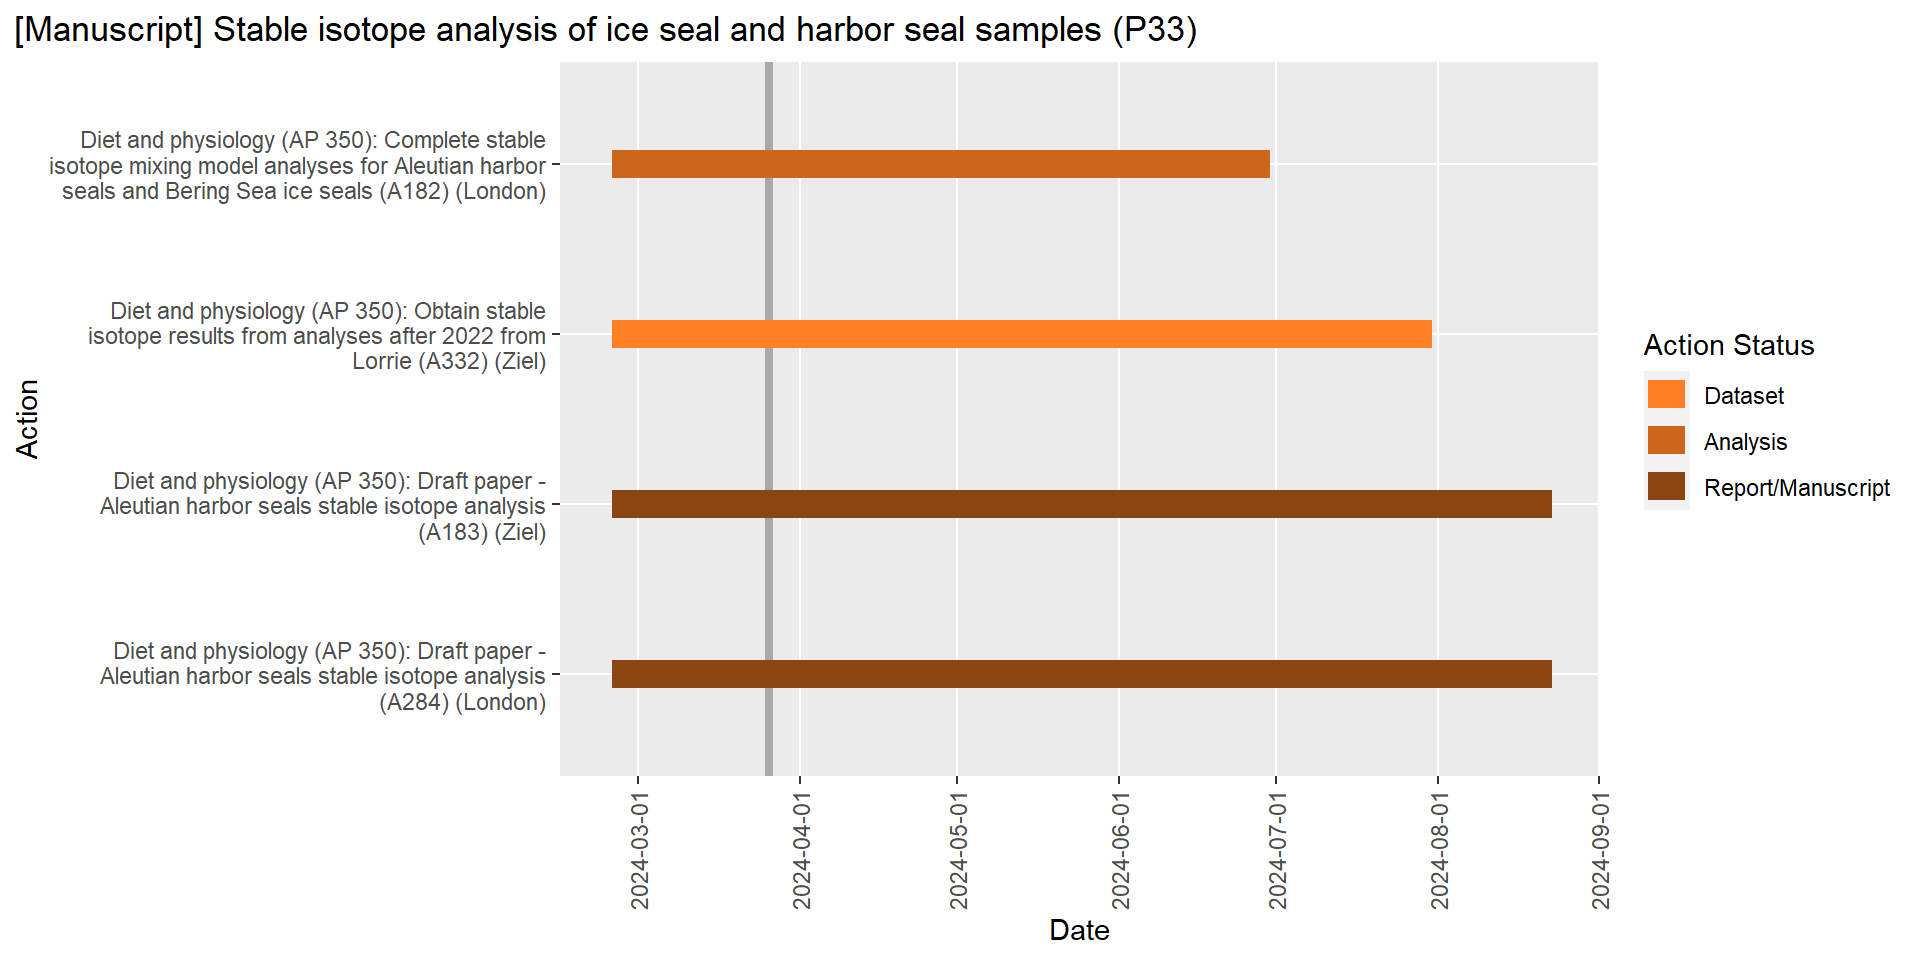 [Manuscript] Stable isotope analysis of ice seal and harbor seal samples (P33)
Action
Diet and physiology (AP 350): Complete stable
isotope mixing model analyses for Aleutian harbor
seals and Bering Sea ice seals (A182) (London)
Diet and physiology (AP 350): Obtain stable
isotope results from analyses after 2022 from
Lorrie (A332) (Ziel)
Diet and physiology (AP 350): Draft paper -
Aleutian harbor seals stable isotope analysis
(A183) (Ziel)
Diet and physiology (AP 350): Draft paper -
Aleutian harbor seals stable isotope analysis
(A284) (London)
2024-03-01
2024-04-01
2024-05-01
2024-06-01
2024-07-01
2024-08-01
2024-09-01
Date
Action Status
Dataset
Analysis
Report/Manuscript